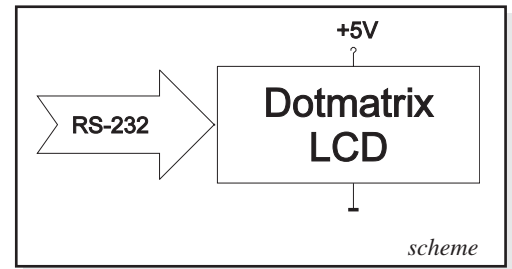 +5V
RS-232
Dotmatrix
LCD
scheme